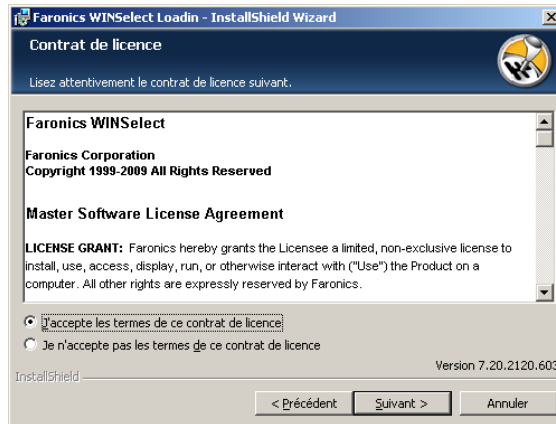 Faronics WINSelect Loadin - InstallShield Wizard
Contrat de licence
Lisez attentivement le contrat de licence suivant.
Faronics WINSelect
Faronics Corporation
Copyright 1999-2009 All Rights Reserved
Master Software License Agreement
LICENSE GRANT: Faronics hereby grants the Licensee a limited, non-exclusive license to
install, use, access, display, run, or otherwise interact with ("Use") the Product on a
computer. All other rights are expressly reserved by Faronics.
J'accepte les termes de ce contrat de licence
Je n'accepte pas les termes de ce contrat de licence
Version 7.20.2120.603
InstallShield
< Précédent
Suivant >
Annuler